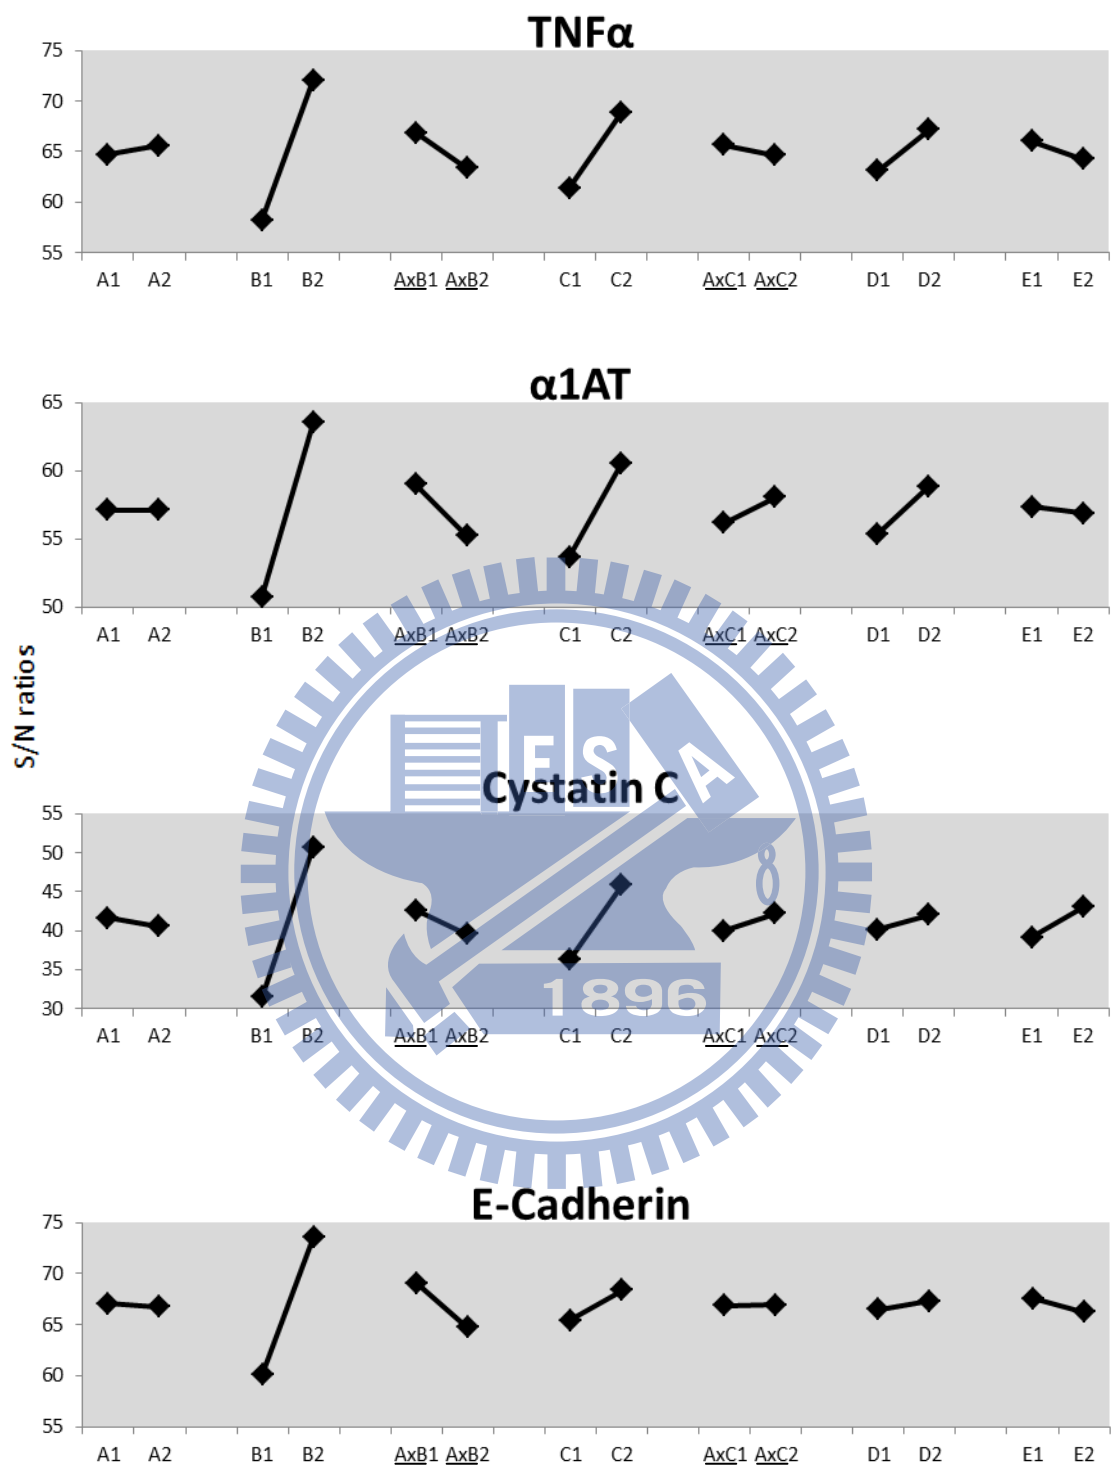 TNFα
75
70
65
60
55
A1 A2 B1 B2 AxB1 AxB2 C1 C2 AxC1 AxC2 D1 D2 E1 E2
α1AT
65
60
55
50
A1 A2 B1 B2 AxB1 AxB2 C1 C2 AxC1 AxC2 D1 D2 E1 E2
S/N ratios
E S A
Cystatin C
55
50
45
40
35
30
1896
A1 A2 B1 B2 AxB1 AxB2 C1 C2 AxC1 AxC2 D1 D2 E1 E2
E-Cadherin
75
70
65
60
55
A1 A2 B1 B2 AxB1 AxB2 C1 C2 AxC1 AxC2 D1 D2 E1 E2